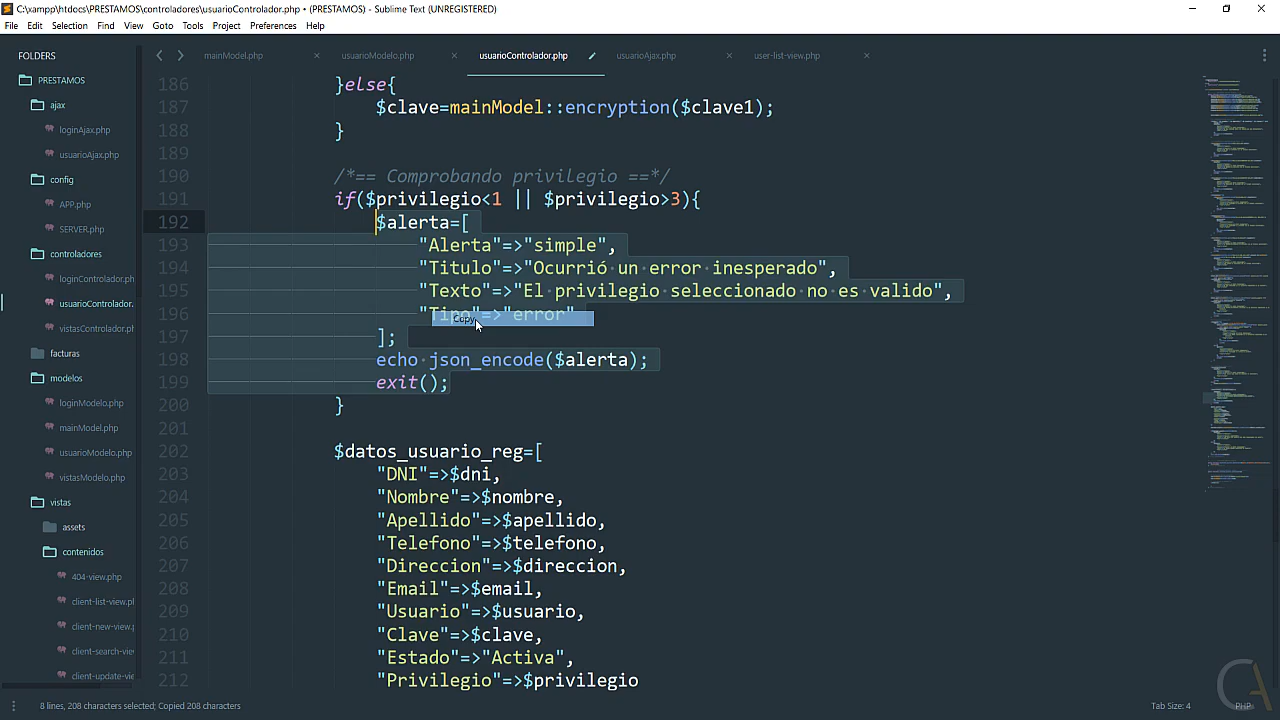 C:\xampp\htdocs\PRESTAMOS\controladores\usuarioControlador.php • (PRESTAMOS) - Sublime Text (UNREGISTERED)
File Edit Selection Find View Goto Tools Project Preferences Help
FOLDERS
PRESTAMOS
ajax
loginAjax.php
usuarioAjax.php
config
APP.php
SERVER.php
controladores
loginControlador.ph
usuarioControlador.
vistasControlador.ph
facturas
modelos
loginModelo.php
mainModel.php
usuarioModelo.php
vistasModelo.php
vistas
assets
contenidos
404-view.php
client-list-view.pl
client-new-view.
client-search-vie
client-update-vie
mainModel.php usuarioModelo.php usuarioControlador.php usuarioAjax.php user-list-view.php
186 }else{
187 $clave=mainModel::encryption($clave1);
188 }
189
190 /*== Comprobando privilegio ==*/
191 if($privilegio<1 || $privilegio>3){
192 $alerta=[
193 "Alerta"=>"simple",
194 "Titulo"=>"Ocurrió un error inesperado",
195 "Texto"=>"El privilegio seleccionado no es valido",
196 "Tipo"=>"error"
Copy
197 ];
198 echo json_encode($alerta);
199 exit();
200 }
201
202 $datos_usuario_reg=[
203 "DNI"=>$dni,
204 "Nombre"=>$nombre,
205 "Apellido"=>$apellido,
206 "Telefono"=>$telefono,
207 "Direccion"=>$direccion,
208 "Email"=>$email,
209 "Usuario"=>$usuario,
210 "Clave"=>$clave,
211 "Estado"=>"Activa",
212 "Privilegio"=>$privilegio
8 lines, 208 characters selected; Copied 208 characters Tab Size: 4 PHP
CA